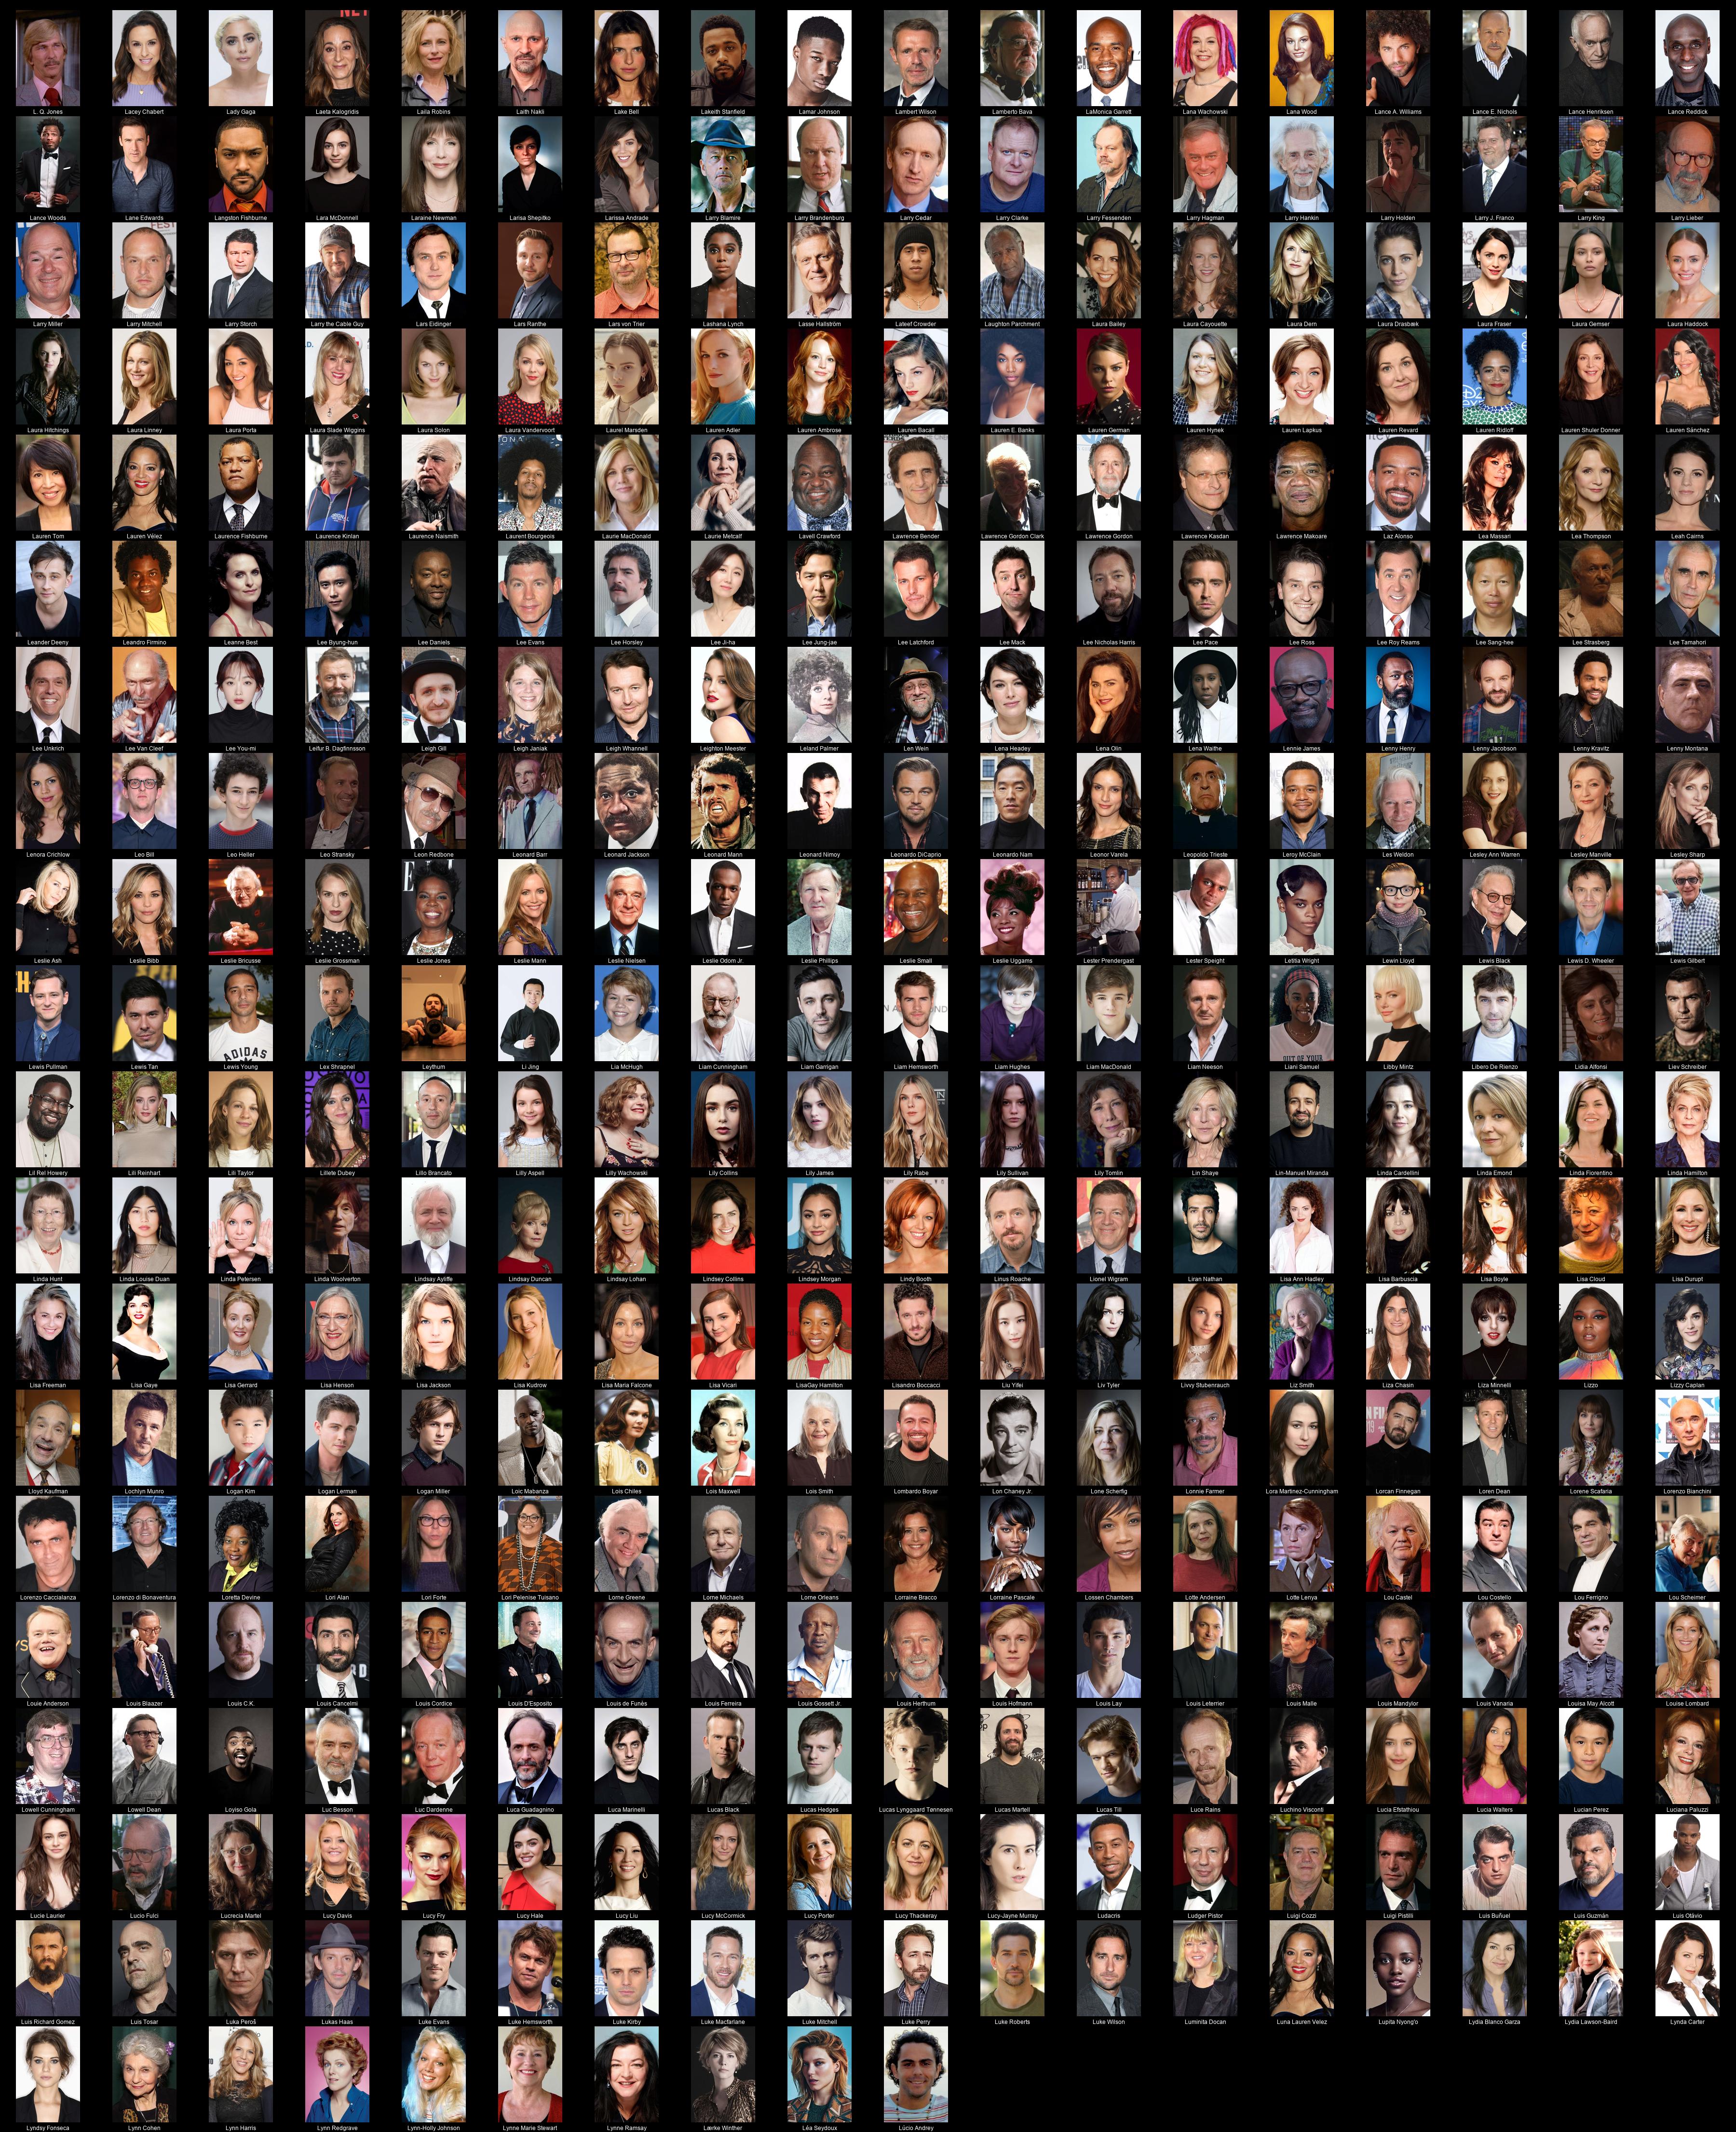 L. Q. Jones Lacey Chabert Lady Gaga Laeta Kalogridis Laila Robins Laith Nakli Lake Bell Lakeith Stanfield Lamar Johnson Lambert Wilson Lamberto Bava LaMonica Garrett Lana Wachowski Lana Wood Lance A. Williams Lance E. Nichols Lance Henriksen Lance Reddick
Lance Woods Lane Edwards Langston Fishburne Lara McDonnell Laraine Newman Larisa Shepitko Larissa Andrade Larry Blamire Larry Brandenburg Larry Cedar Larry Clarke Larry Fessenden Larry Hagman Larry Hankin Larry Holden Larry J. Franco Larry King Larry Lieber
Larry Miller Larry Mitchell Larry Storch Larry the Cable Guy Lars Eidinger Lars Ranthe Lars von Trier Lashana Lynch Lasse Hallström Lateef Crowder Laughton Parchment Laura Bailey Laura Cayouette Laura Dern Laura Drasbæk Laura Fraser Laura Gemser Laura Haddock
Laura Hitchings Laura Linney Laura Porta Laura Slade Wiggins Laura Solon Laura Vandervoort Laurel Marsden Lauren Adler Lauren Ambrose Lauren Bacall Lauren E. Banks Lauren German Lauren Hynek Lauren Lapkus Lauren Revard Lauren Ridloff Lauren Shuler Donner Lauren Sánchez
Lauren Tom Lauren Vélez Laurence Fishburne Laurence Kinlan Laurence Naismith Laurent Bourgeois Laurie MacDonald Laurie Metcalf Lavell Crawford Lawrence Bender Lawrence Gordon Clark Lawrence Gordon Lawrence Kasdan Lawrence Makoare Laz Alonso Lea Massari Lea Thompson Leah Cairns
Leander Deeny Leandro Firmino Leanne Best Lee Byung-hun Lee Daniels Lee Evans Lee Horsley Lee Ji-ha Lee Jung-jae Lee Latchford Lee Mack Lee Nicholas Harris Lee Pace Lee Ross Lee Roy Reams Lee Sang-hee Lee Strasberg Lee Tamahori
Lee Unkrich Lee Van Cleef Lee You-mi Leifur B. Dagfinnsson Leigh Gill Leigh Janiak Leigh Whannell Leighton Meester Leland Palmer Len Wein Lena Headey Lena Olin Lena Waithe Lennie James Lenny Henry Lenny Jacobson Lenny Kravitz Lenny Montana
Lenora Crichlow Leo Bill Leo Heller Leo Stransky Leon Redbone Leonard Barr Leonard Jackson Leonard Mann Leonard Nimoy Leonardo DiCaprio Leonardo Nam Leonor Varela Leopoldo Trieste Leroy McClain Les Weldon Lesley Ann Warren Lesley Manville Lesley Sharp
Leslie Ash Leslie Bibb Leslie Bricusse Leslie Grossman Leslie Jones Leslie Mann Leslie Nielsen Leslie Odom Jr. Leslie Phillips Leslie Small Leslie Uggams Lester Prendergast Lester Speight Letitia Wright Lewin Lloyd Lewis Black Lewis D. Wheeler Lewis Gilbert
Lewis Pullman Lewis Tan Lewis Young Lex Shrapnel Leythum Li Jing Lia McHugh Liam Cunningham Liam Garrigan Liam Hemsworth Liam Hughes Liam MacDonald Liam Neeson Liani Samuel Libby Mintz Libero De Rienzo Lidia Alfonsi Liev Schreiber
Lil Rel Howery Lili Reinhart Lili Taylor Lillete Dubey Lillo Brancato Lilly Aspell Lilly Wachowski Lily Collins Lily James Lily Rabe Lily Sullivan Lily Tomlin Lin Shaye Lin-Manuel Miranda Linda Cardellini Linda Emond Linda Fiorentino Linda Hamilton
Linda Hunt Linda Louise Duan Linda Petersen Linda Woolverton Lindsay Ayliffe Lindsay Duncan Lindsay Lohan Lindsey Collins Lindsey Morgan Lindy Booth Linus Roache Lionel Wigram Liran Nathan Lisa Ann Hadley Lisa Barbuscia Lisa Boyle Lisa Cloud Lisa Durupt
Lisa Freeman Lisa Gaye Lisa Gerrard Lisa Henson Lisa Jackson Lisa Kudrow Lisa Maria Falcone Lisa Vicari LisaGay Hamilton Lisandro Boccacci Liu Yifei Liv Tyler Livvy Stubenrauch Liz Smith Liza Chasin Liza Minnelli Lizzo Lizzy Caplan
Lloyd Kaufman Lochlyn Munro Logan Kim Logan Lerman Logan Miller Loïc Mabanza Lois Chiles Lois Maxwell Lois Smith Lombardo Boyar Lon Chaney Jr. Lone Scherfig Lonnie Farmer Lora Martinez-Cunningham Lorcan Finnegan Loren Dean Lorene Scafaria Lorenzo Bianchini
Lorenzo Caccialanza Lorenzo di Bonaventura Loretta Devine Lori Alan Lori Forte Lori Pelenise Tuisano Lorne Greene Lorne Michaels Lorne Orleans Lorraine Bracco Lorraine Pascale Lossen Chambers Lotte Andersen Lotte Lenya Lou Castel Lou Costello Lou Ferrigno Lou Scheimer
Louie Anderson Louis Blaazer Louis C.K. Louis Cancelmi Louis Cordice Louis D'Esposito Louis de Funès Louis Ferreira Louis Gossett Jr. Louis Herthum Louis Hofmann Louis Lay Louis Leterrier Louis Malle Louis Mandylor Louis Vanaria Louisa May Alcott Louise Lombard
Lowell Cunningham Lowell Dean Loyiso Gola Luc Besson Luc Dardenne Luca Guadagnino Luca Marinelli Lucas Black Lucas Hedges Lucas Lynggaard Tønnesen Lucas Martell Lucas Till Luce Rains Luchino Visconti Lucia Efstathiou Lucia Walters Lucian Perez Luciana Paluzzi
Lucie Laurier Lucio Fulci Lucrecia Martel Lucy Davis Lucy Fry Lucy Hale Lucy Liu Lucy McCormick Lucy Porter Lucy Thackeray Lucy-Jayne Murray Ludacris Ludger Pistor Luigi Cozzi Luigi Pistilli Luis Buñuel Luis Guzmán Luis Otávio
Luis Richard Gomez Luis Tosar Luka Peroš Lukas Haas Luke Evans Luke Hemsworth Luke Kirby Luke Macfarlane Luke Mitchell Luke Perry Luke Roberts Luke Wilson Luminita Docan Luna Lauren Velez Lupita Nyong'o Lydia Blanco Garza Lydia Lawson-Baird Lynda Carter
Lyndsy Fonseca Lynn Cohen Lynn Harris Lynn Redgrave Lynn-Holly Johnson Lynne Marie Stewart Lynne Ramsay Lærke Winther Léa Seydoux Lúcio Andrey